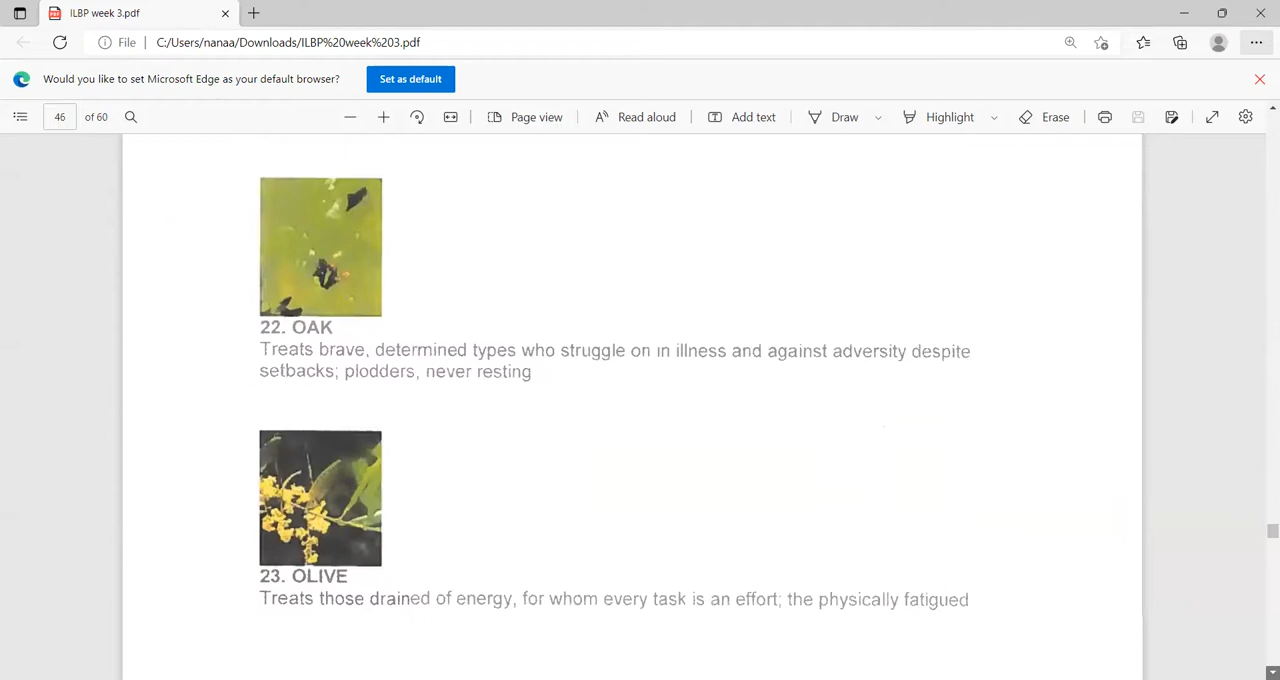 ILBP week 3.pdf
File C:/Users/nanaa/Downloads/ILBP%20week%203.pdf
Would you like to set Microsoft Edge as your default browser? Set as default
46 of 60 Page view Read aloud Add text Draw Highlight Erase
22. OAK
Treats brave, determined types who struggle on in illness and against adversity despite
setbacks; plodders, never resting
23. OLIVE
Treats those drained of energy, for whom every task is an effort; the physically fatigued